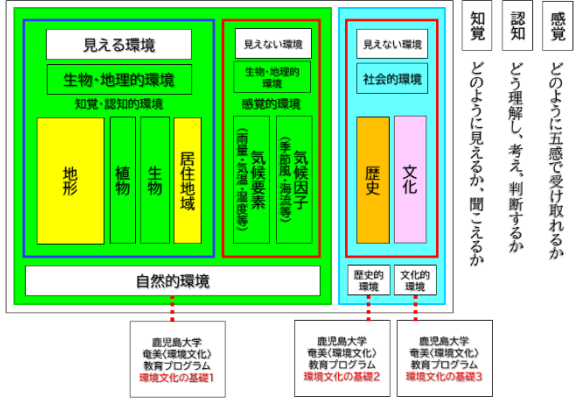 見える環境
生物・地理的環境
知覚・認知的環境
地形
植物
生物
居住地域
見えない環境
生物・地理的
環境
感覚的環境
気候要素
(雨量・気温・湿度等)
気候因子
(季節風・海流等)
自然的環境
見えない環境
社会的環境
歴史
文化
歴史的
環境
文化的
環境
鹿児島大学
奄美〈環境文化〉
教育プログラム
環境文化の基礎1
鹿児島大学
奄美〈環境文化〉
教育プログラム
環境文化の基礎2
鹿児島大学
奄美〈環境文化〉
教育プログラム
環境文化の基礎3
感覚 どのように五感で受け取れるか
認知 どう理解し、考え、判断するか
知覚 どのように見えるか、聞こえるか